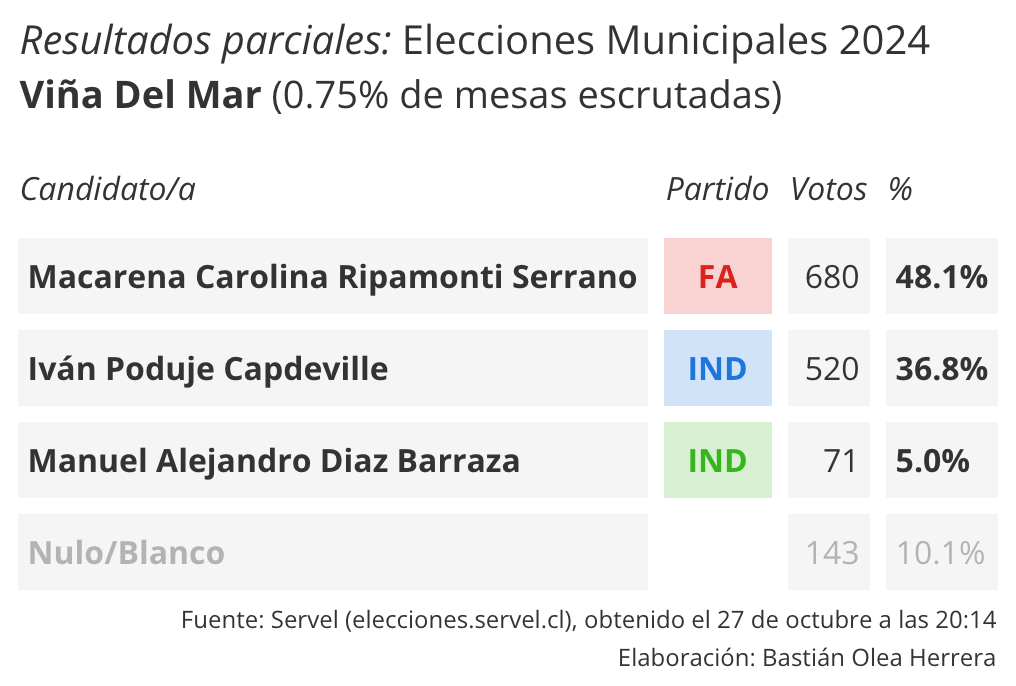 Resultados parciales: Elecciones Municipales 2024
Viña Del Mar (0.75% de mesas escrutadas)
Candidato/a Partido Votos %
Macarena Carolina Ripamonti Serrano FA 680 48.1%
Iván Poduje Capdeville IND 520 36.8%
Manuel Alejandro Diaz Barraza IND 71 5.0%
Nulo/Blanco 143 10.1%
Fuente: Servel (elecciones.servel.cl), obtenido el 27 de octubre a las 20:14
Elaboración: Bastián Olea Herrera